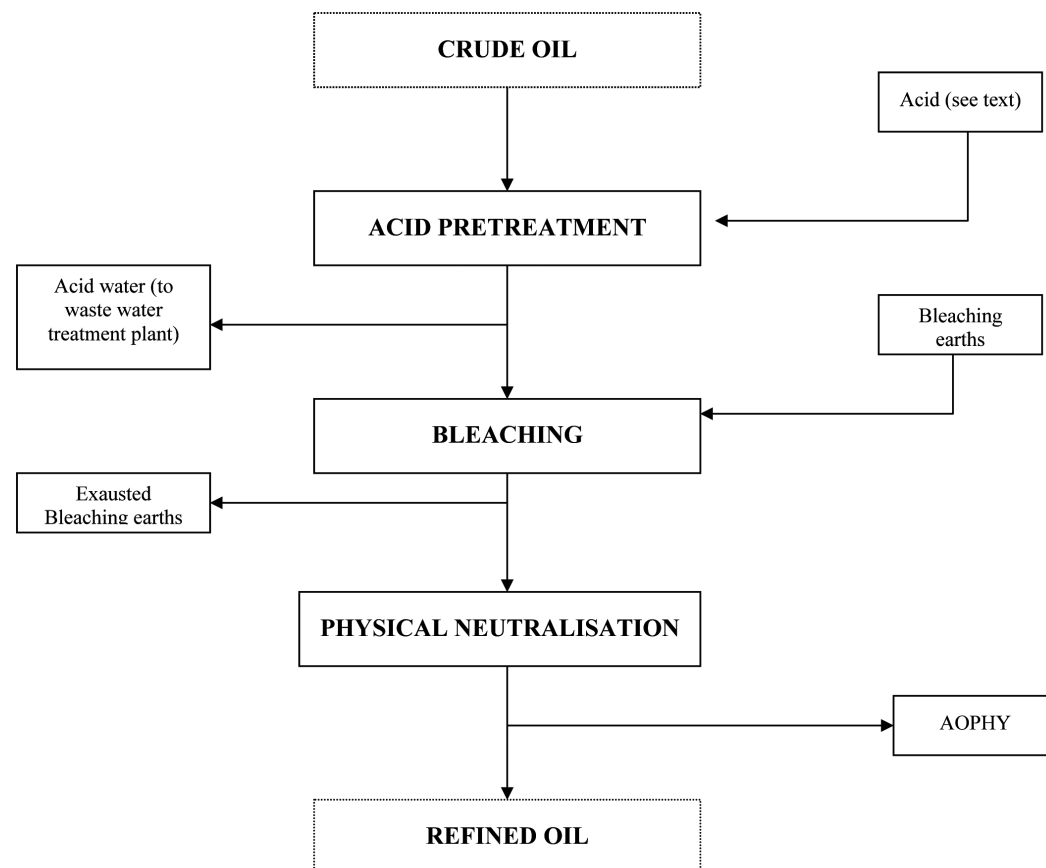 CRUDE OIL
Acid (see text)
ACID PRETREATMENT
Acid water (to
waste water
treatment plant)
Bleaching
earths
BLEACHING
Exausted
Bleaching earths
PHYSICAL NEUTRALISATION
AOPHY
REFINED OIL